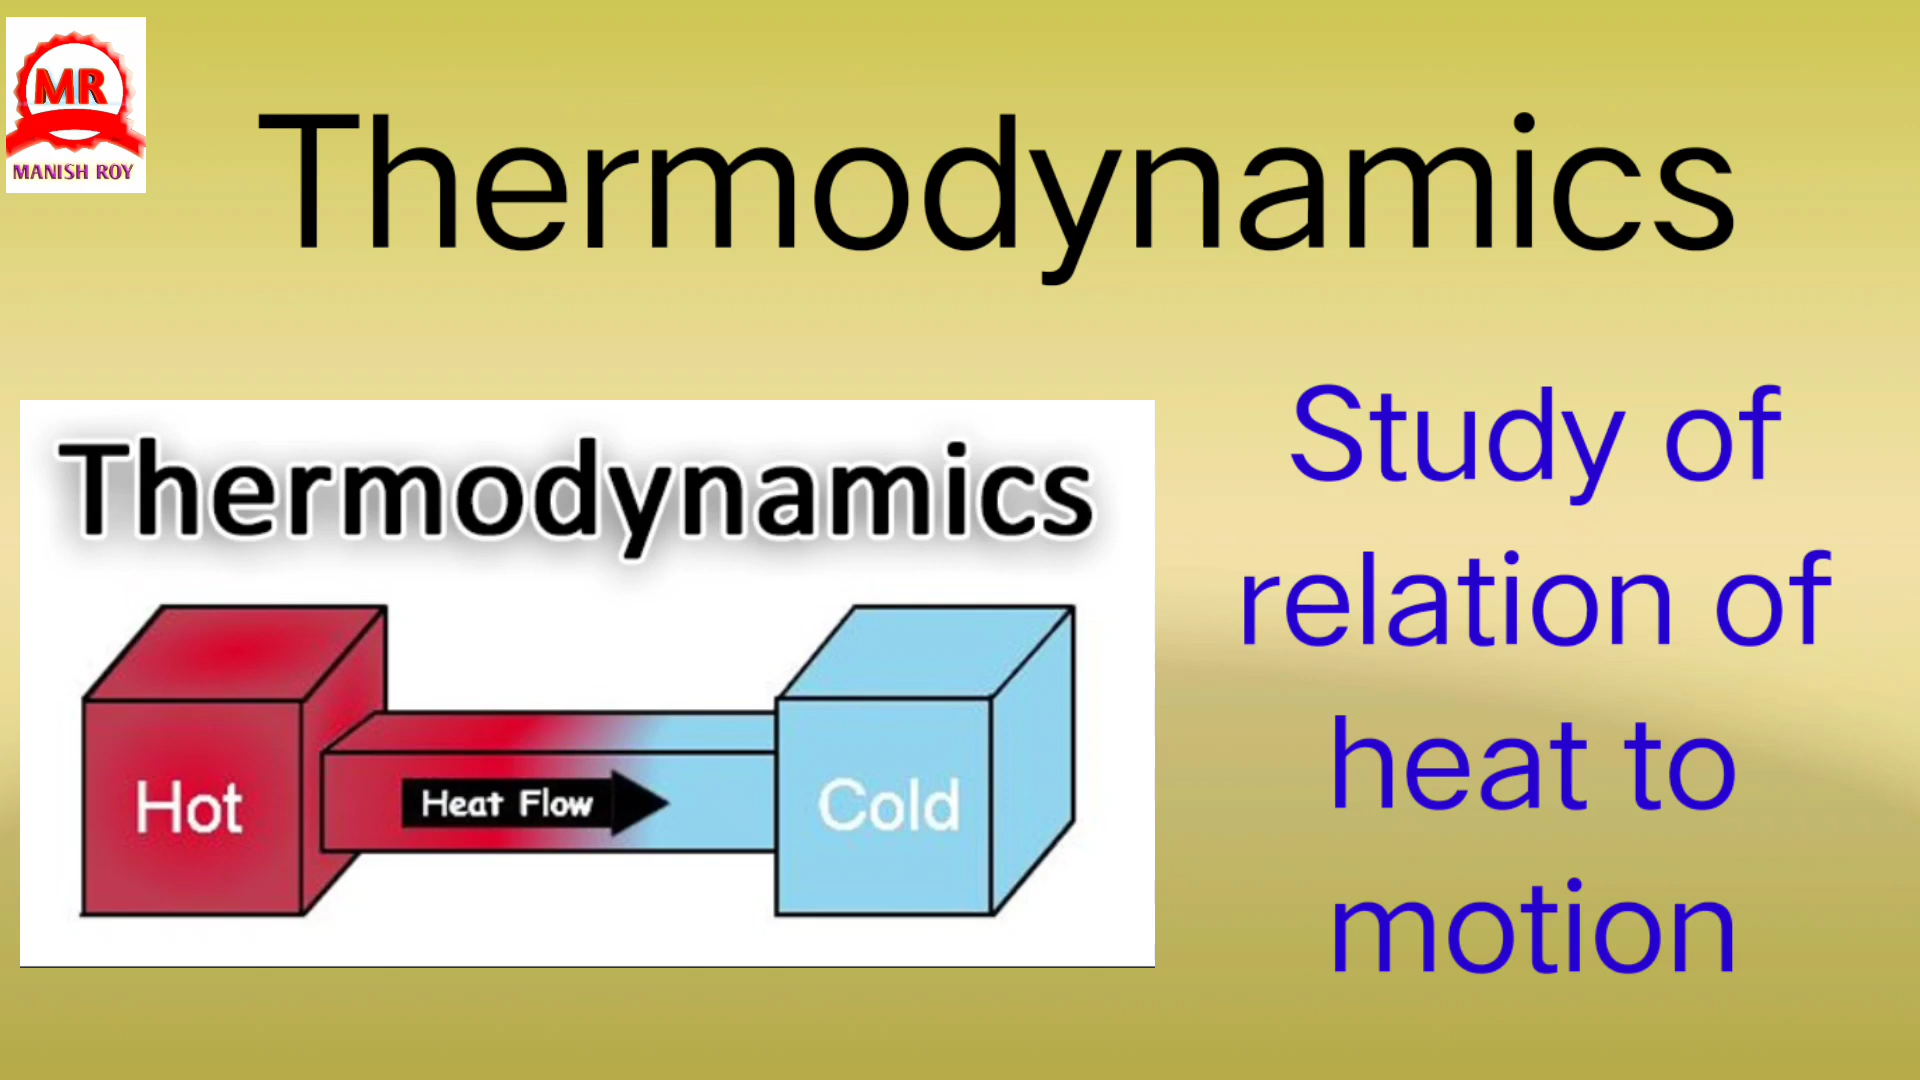 MR
MANISH ROY
Thermodynamics
Thermodynamics
Hot
Heat Flow
Cold
Study of
relation of
heat to
motion